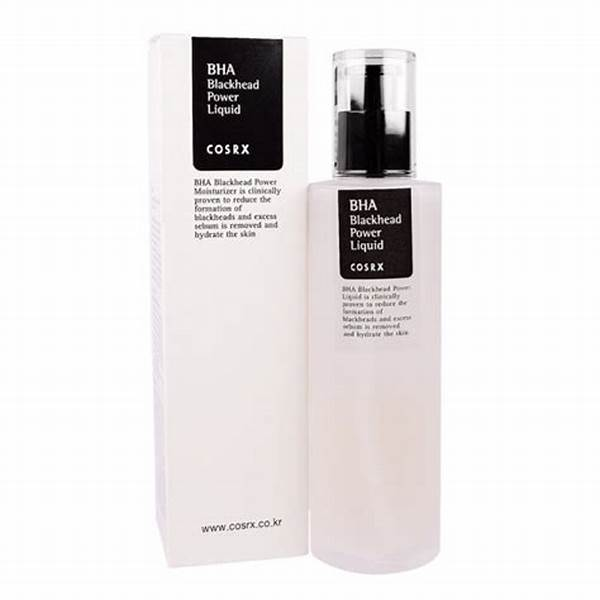 BHA
Blackhead
Power
Liquid
COSRX
BHA Blackhead Power
Moisturizer is clinically
proven to reduce the
formation of
blackheads and excess
sebum is removed and
hydrate the skin
www.cosrx.co.kr
BHA
Blackhead
Power
Liquid
COSRX
BHA Blackhead Power
Liquid is clinically
proven to reduce the
formation of
blackheads and excess
sebum is removed
and hydrate the skin